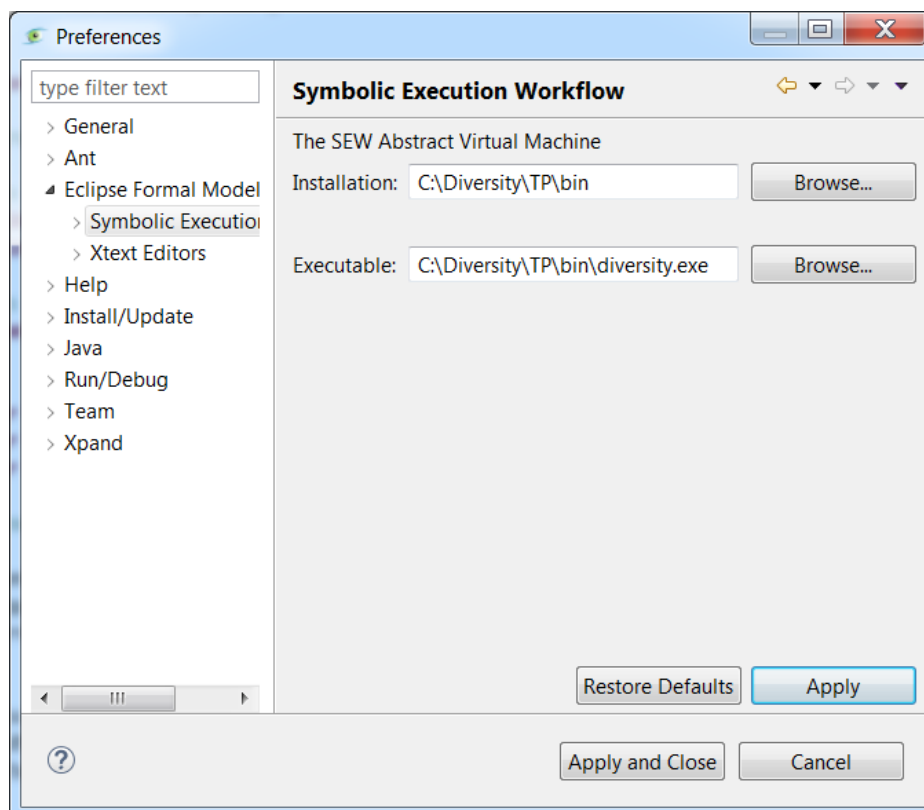 Preferences
type filter text
General
Ant
Eclipse Formal Model
Symbolic Execution
Xtext Editors
Help
Install/Update
Java
Run/Debug
Team
Xpand
Symbolic Execution Workflow
The SEW Abstract Virtual Machine
Installation: C:\Diversity\TP\bin Browse...
Executable: C:\Diversity\TP\bin\diversity.exe Browse...
Restore Defaults Apply
Apply and Close Cancel